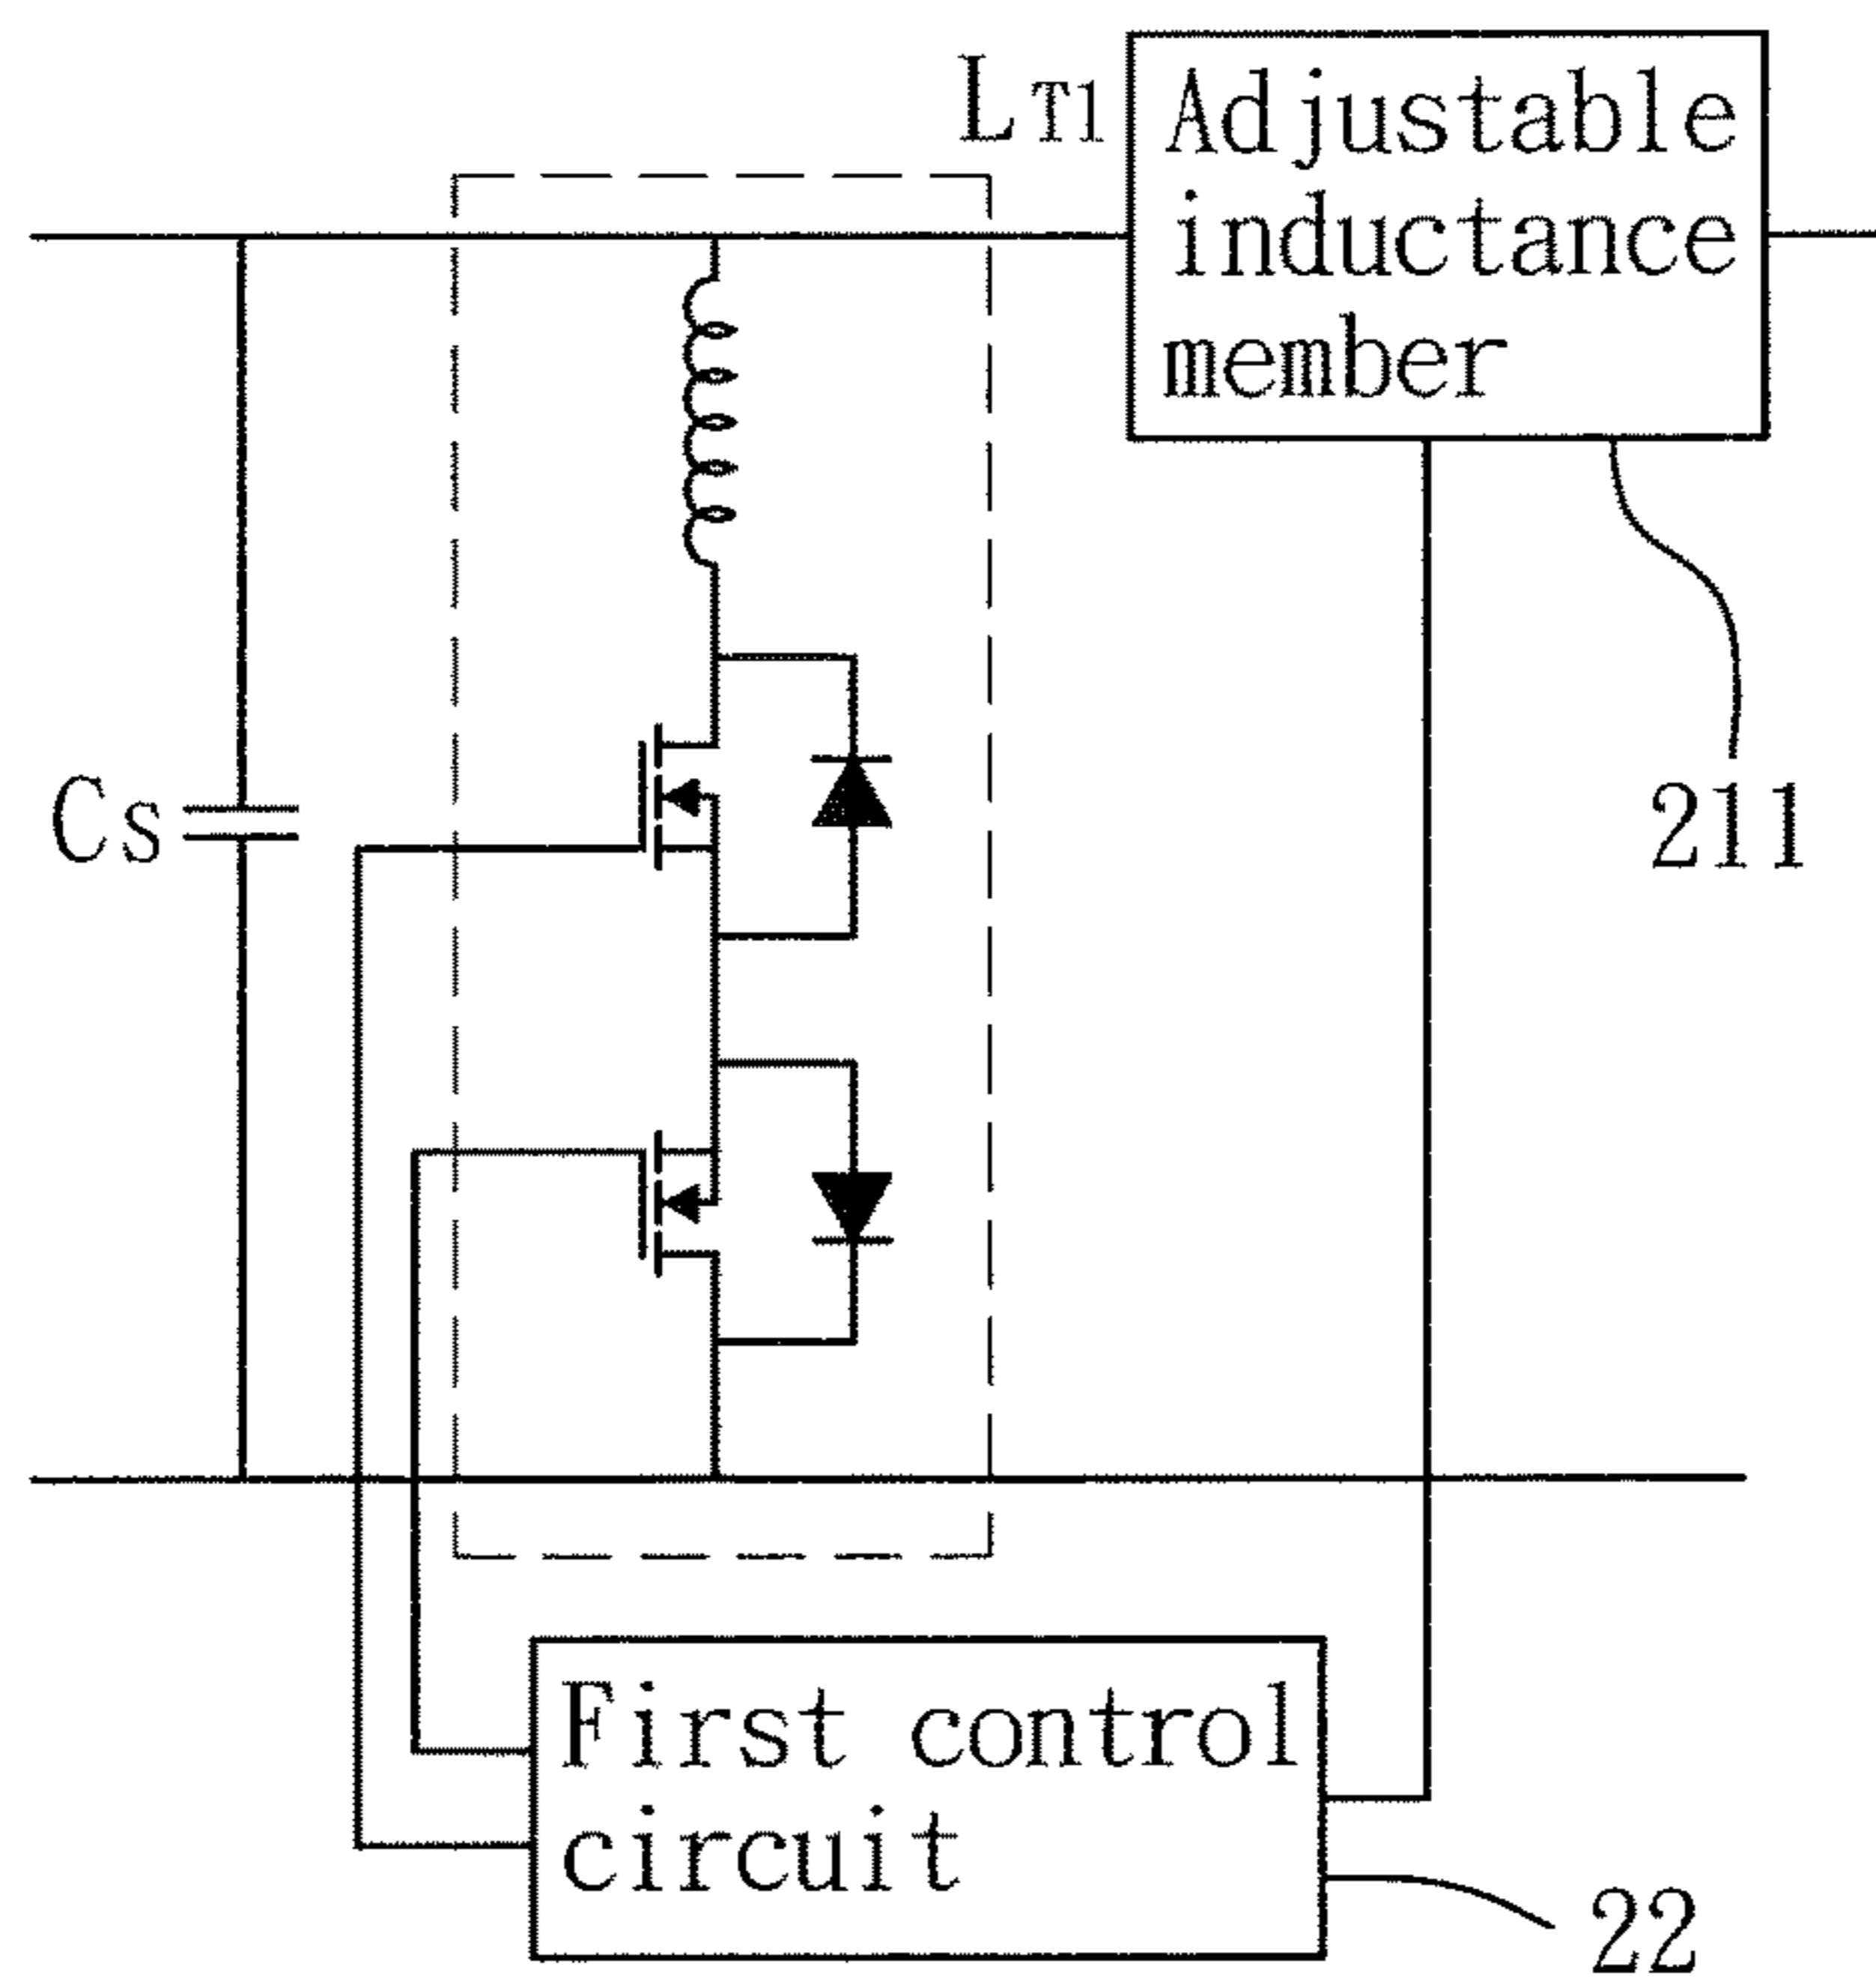 LT1
Adjustable
inductance
member
Cs
211
First control
circuit
22